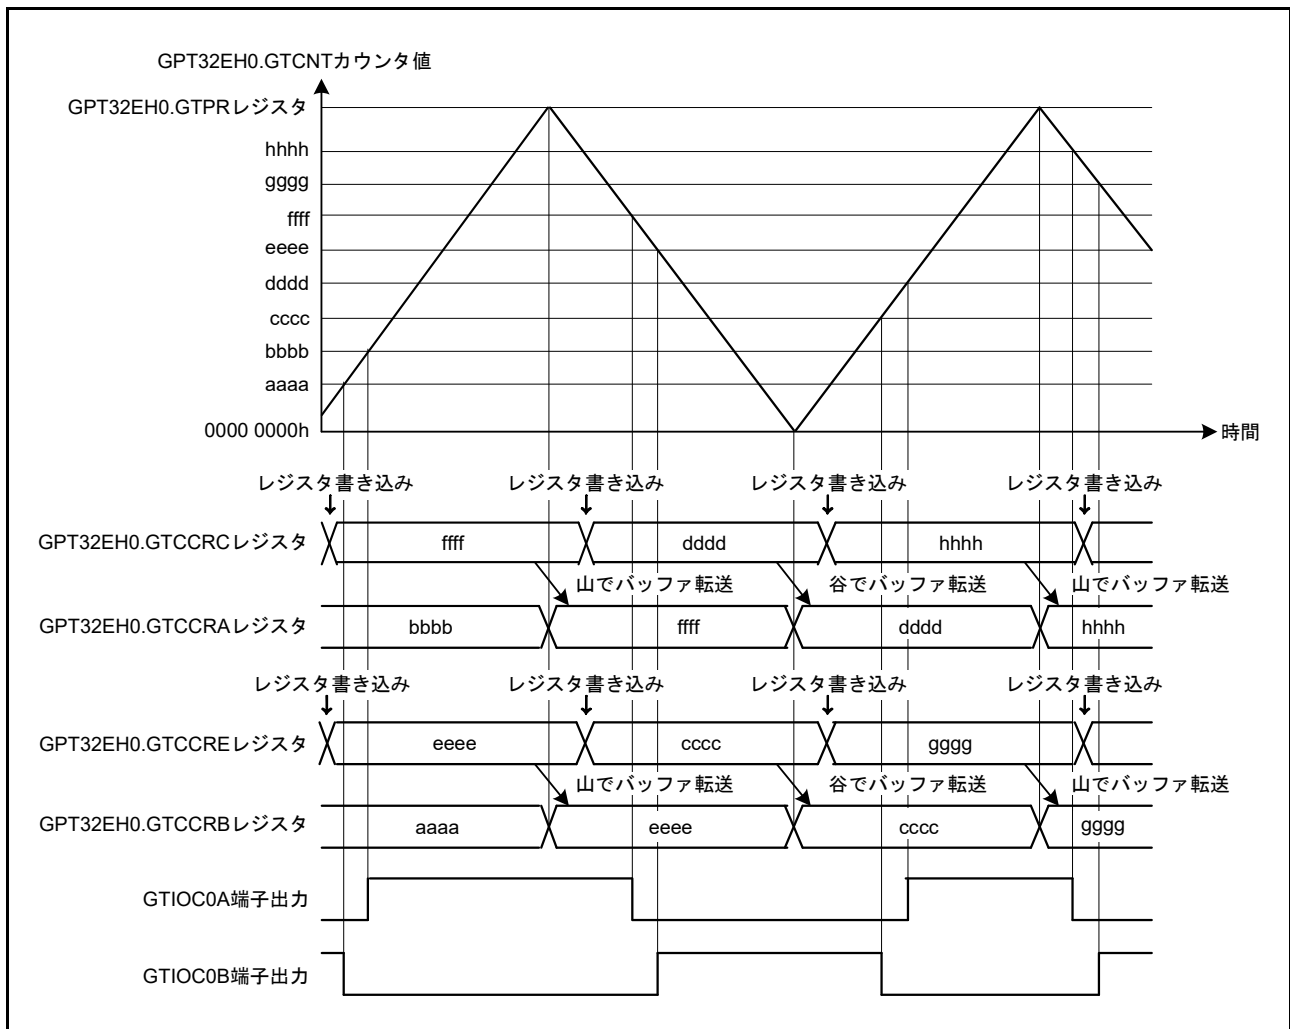 GPT32EH0.GTCNTカウンタ値
GPT32EH0.GTPRレジスタ
hhhh
gggg
ffff
eeee
dddd
cccc
bbbb
aaaa
0000 0000h
時間
レジスタ書き込み レジスタ書き込み レジスタ書き込み レジスタ書き込み
GPT32EH0.GTCCRCレジスタ ffff dddd hhhh
山でバッファ転送 谷でバッファ転送 山でバッファ転送
GPT32EH0.GTCCRAレジスタ bbbb ffff dddd hhhh
レジスタ書き込み レジスタ書き込み レジスタ書き込み レジスタ書き込み
GPT32EH0.GTCCREレジスタ eeee cccc gggg
山でバッファ転送 谷でバッファ転送 山でバッファ転送
GPT32EH0.GTCCRBレジスタ aaaa eeee cccc gggg
GTIOC0A端子出力
GTIOC0B端子出力